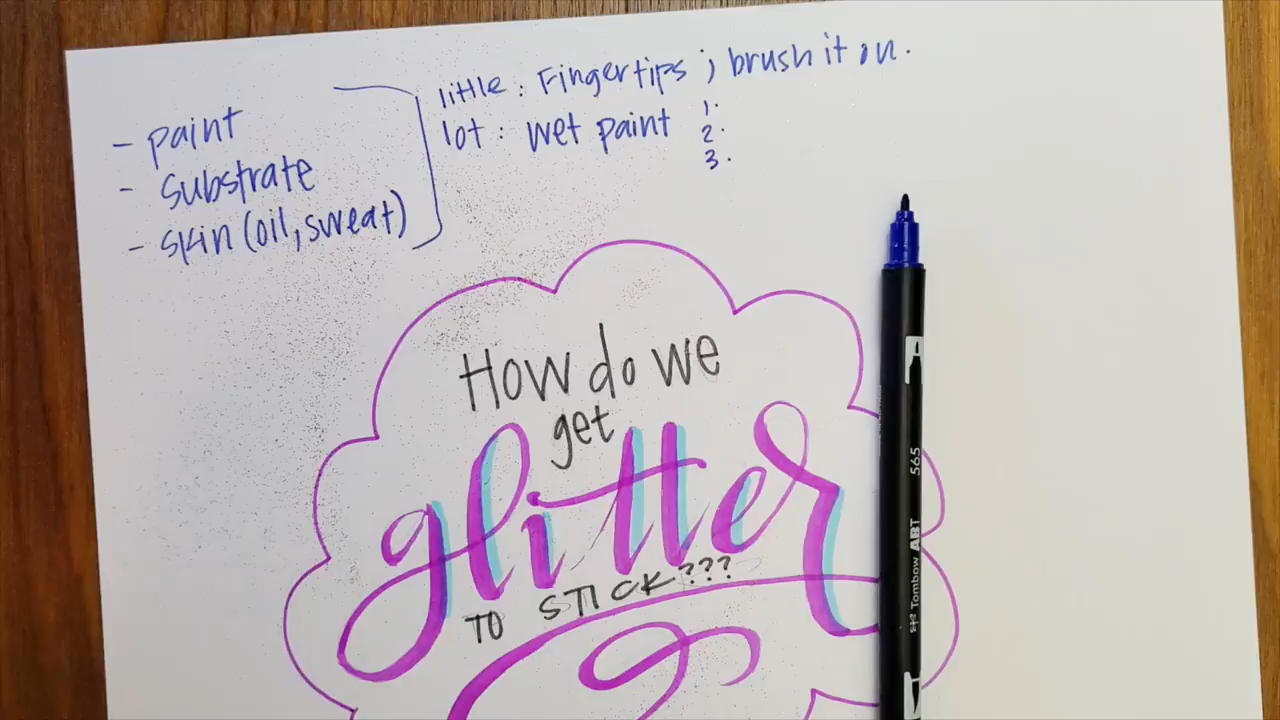 - paint
- substrate
- skin (oil, sweat)
little : Fingertips ; brush it on.
lot : wet paint
1.
2.
3.
How do we
get
glitter
TO STICK???
565
Tombow ABT